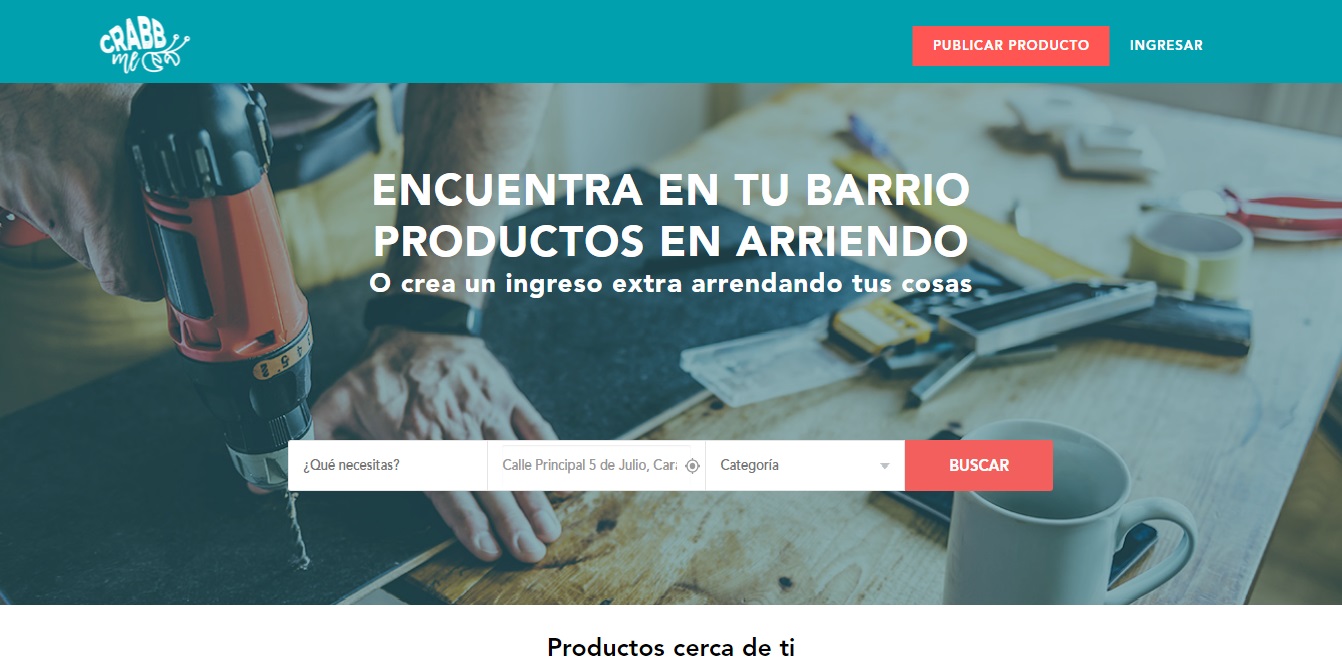 CRABB
me
PUBLICAR PRODUCTO
INGRESAR
ENCUENTRA EN TU BARRIO
PRODUCTOS EN ARRIENDO
O crea un ingreso extra arrendando tus cosas
¿Qué necesitas?
Calle Principal 5 de Julio, Car
Categoría
BUSCAR
Productos cerca de ti